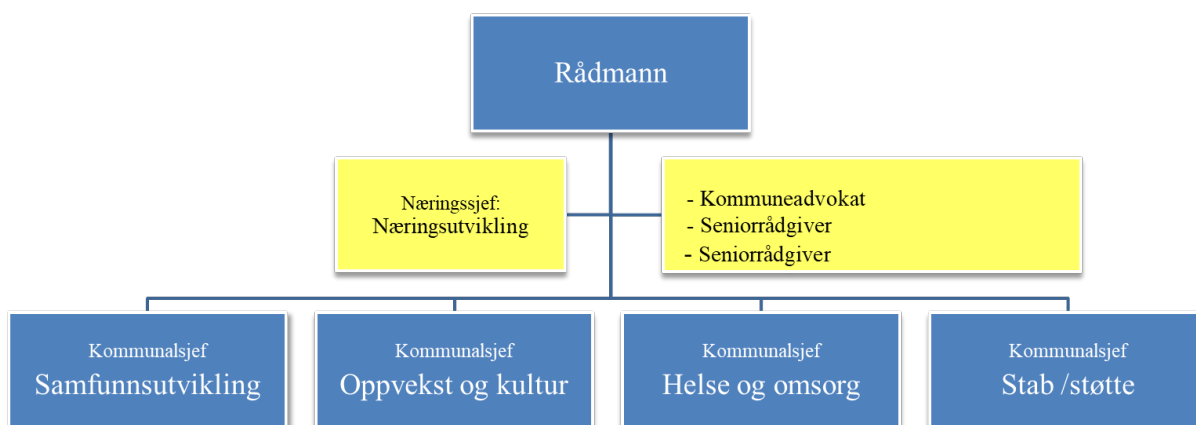 Rådmann
Næringssjef:
Næringsutvikling
- Kommuneadvokat
- Seniorrådgiver
- Seniorrådgiver
Kommunalsjef
Samfunnsutvikling
Kommunalsjef
Oppvekst og kultur
Kommunalsjef
Helse og omsorg
Kommunalsjef
Stab /støtte